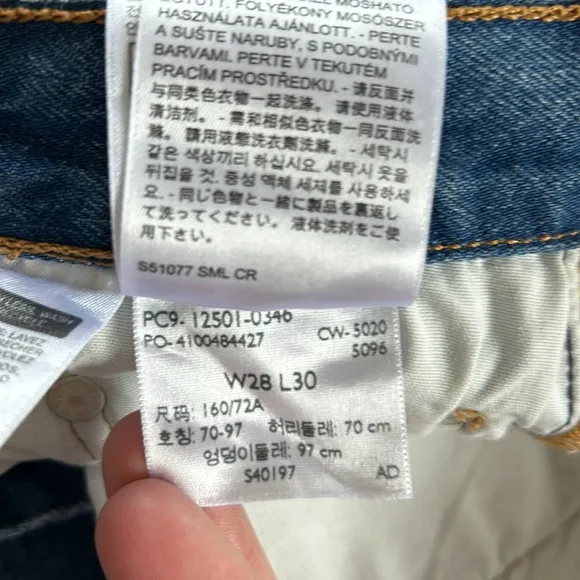 MOSHATÓ
EGYÜTT. FOLYÉKONY MOSÓSZER
HASZNÁLATA AJÁNLOTT. - PERTE
A SUŠTE NARUBY, S PODOBNÝMI
BARVAMI. PERTE V TEKUTÉM
PRACÍM PROSTŘEDKU. - 请反面并
与同类色衣物一起洗涤。请使用液体
清洁剂。 - 需和相似色衣物一同反面洗
滌。請用液態洗衣劑洗滌。 - 세탁시
같은 색상끼리 하십시요. 세탁시 옷을
뒤집을 것. 중성 액체 세제를 사용하세
요. - 同じ色物と一緒に製品を裏返し
て洗ってください。液体洗剤をご使
用下さい。
S51077 SML CR
WASH
LAVEZ
PC9- 12501-0346
PO- 4100484427
CW- 5020
5096
W28 L30
尺码: 160/72A
호칭: 70-97 허리둘레: 70 cm
엉덩이둘레: 97 cm
S40197
AD